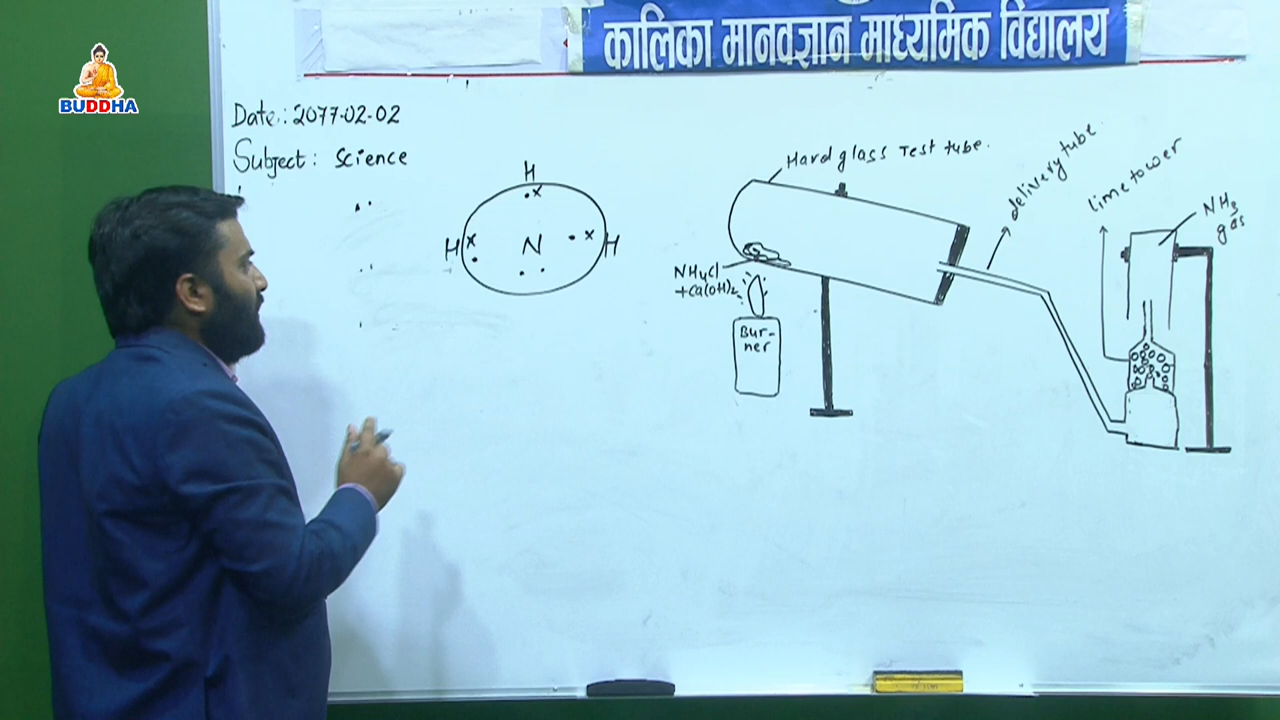 BUDDHA
कालिका मानवज्ञान माध्यमिक विद्यालय
Date: 2077-02-02
Subject: Science
H
H
N
H
Hard glass Test tube.
delivery tube.
lime tower
NH3
gas
NH4Cl
+Ca(OH)2
Bur-
ner